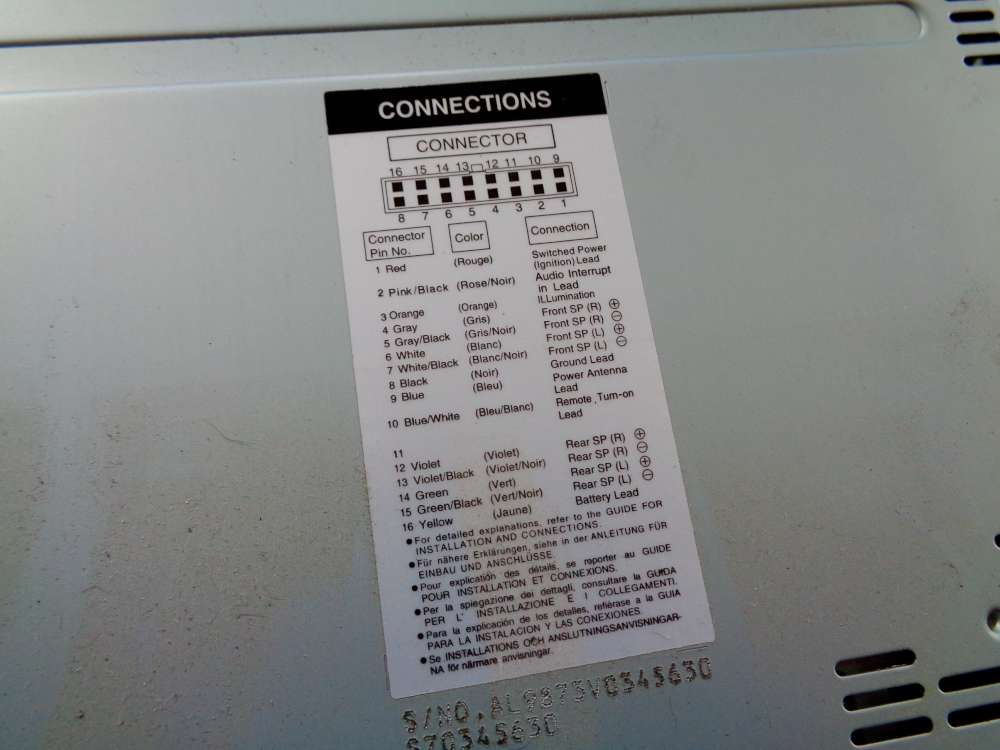 CONNECTIONS
CONNECTOR
16 15 14 13 12 11 10 9
8 7 6 5 4 3 2 1
Connector Pin No. Color Connection
1 Red (Rouge) Switched Power (Ignition) Lead
2 Pink/Black (Rose/Noir) Audio Interrupt in Lead
3 Orange (Orange) ILLumination
4 Gray (Gris) Front SP (R) ⊕
5 Gray/Black (Gris/Noir) Front SP (R) ⊖
6 White (Blanc) Front SP (L) ⊕
7 White/Black (Blanc/Noir) Front SP (L) ⊖
8 Black (Noir) Ground Lead
9 Blue (Bleu) Power Antenna Lead
10 Blue/White (Bleu/Blanc) Remote Turn-on Lead
11
12 Violet (Violet) Rear SP (R) ⊕
13 Violet/Black (Violet/Noir) Rear SP (R) ⊖
14 Green (Vert) Rear SP (L) ⊕
15 Green/Black (Vert/Noir) Rear SP (L) ⊖
16 Yellow (Jaune) Battery Lead
● For detailed explanations, refer to the GUIDE FOR
INSTALLATION AND CONNECTIONS.
● Für nähere Erklärungen, siehe in der ANLEITUNG FÜR
EINBAU UND ANSCHLÜSSE.
● Pour explication des détails, se reporter au GUIDE
POUR INSTALLATION ET CONNEXIONS.
● Per la spiegazione dei dettagli, consultare la GUIDA
PER L' INSTALLAZIONE E I COLLEGAMENTI.
● Para la explicación de los detalles, refiérase a la GUIA
PARA LA INSTALACION Y LAS CONEXIONES.
● Se INSTALLATIONS OCH ANSLUTNINGSANVISNINGAR-
NA för närmare anvisningar.
S/NO. AL9873V0345630
S70345630